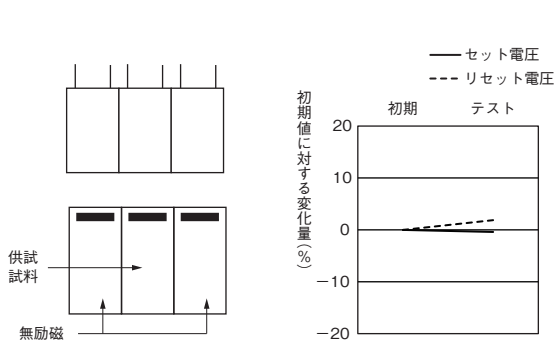 供試
試料
無励磁
セット電圧
リセット電圧
初期
テスト
初期値に対する変化量(%)
20
10
0
−10
−20